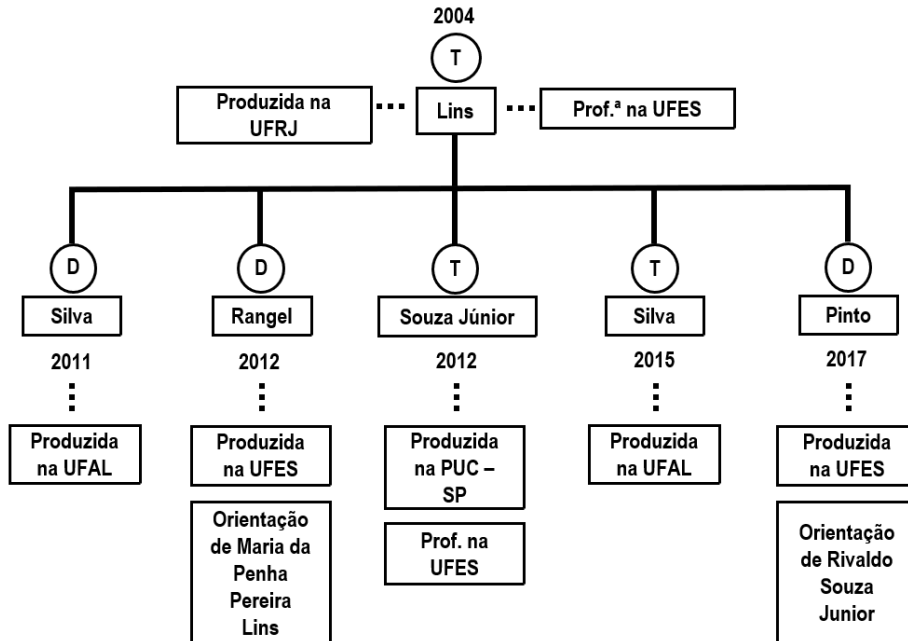 2004
T
Produzida na
UFRJ
Lins
Prof.ª na UFES
D
D
T
T
D
Silva
Rangel
Souza Júnior
Silva
Pinto
2011
2012
2012
2015
2017
Produzida
na UFAL
Produzida
na UFES
Orientação
de Maria da
Penha
Pereira
Lins
Produzida
na PUC –
SP
Prof. na
UFES
Produzida
na UFAL
Produzida
na UFES
Orientação
de Rivaldo
Souza
Junior